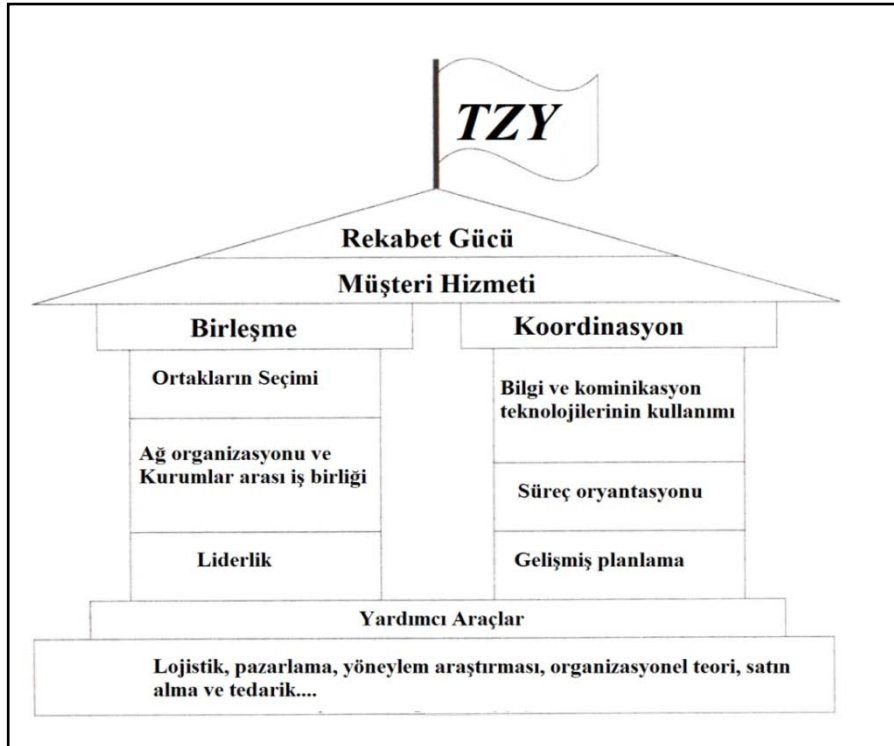 TZY
Rekabet Gücü
Müşteri Hizmeti
Birleşme
Koordinasyon
Ortakların Seçimi
Bilgi ve kominikasyon
teknolojilerinin kullanımı
Ağ organizasyonu ve
Kurumlar arası iş birliği
Süreç oryantasyonu
Liderlik
Gelişmiş planlama
Yardımcı Araçlar
Lojistik, pazarlama, yöneylem araştırması, organizasyonel teori, satın
alma ve tedarik....